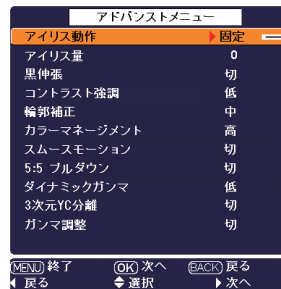 アドバンストメニュー
アイリス動作 固定
アイリス量 0
黒伸張 切
コントラスト強調 低
輪郭補正 中
カラーマネージメント 高
スムースモーション 切
5:5 プルダウン 切
ダイナミックガンマ 低
3次元YC分離 切
ガンマ調整 切
MENU 終了 OK 次へ BACK 戻る
戻る 選択 次へ